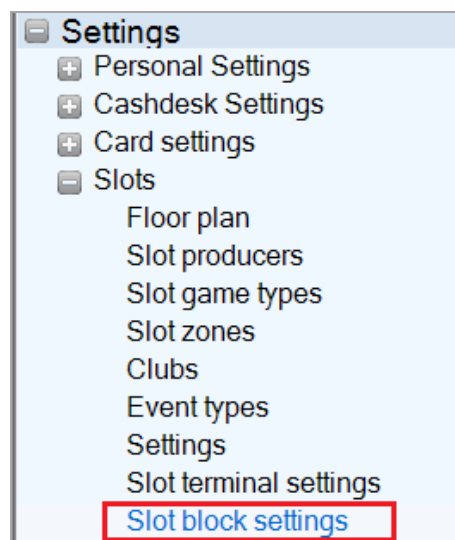 Settings
Personal Settings
Cashdesk Settings
Card settings
Slots
Floor plan
Slot producers
Slot game types
Slot zones
Clubs
Event types
Settings
Slot terminal settings
Slot block settings